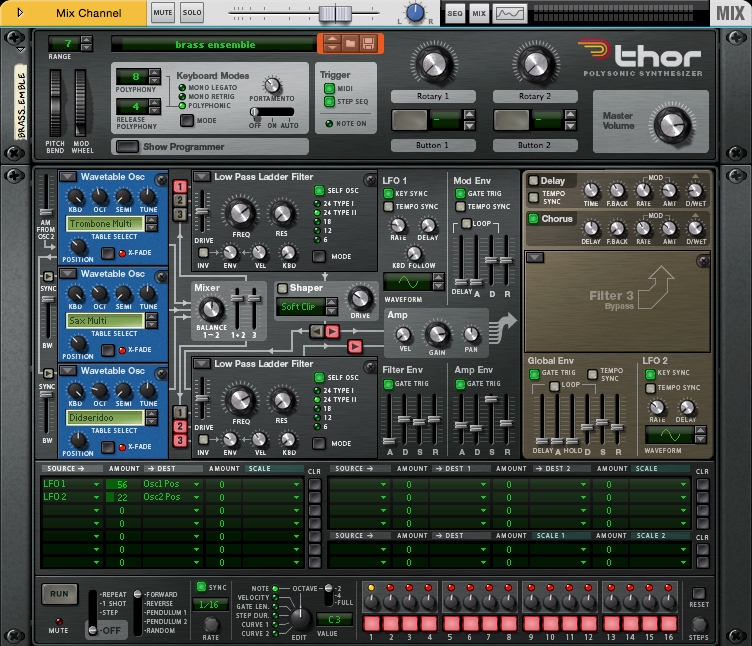 Mix Channel
MUTE
SOLO
L
R
SEQ
MIX
MIX
7
RANGE
brass ensemble
8
POLYPHONY
4
RELEASE
POLYPHONY
Keyboard Modes
MONO LEGATO
MONO RETRIG
POLYPHONIC
MODE
PORTAMENTO
OFF ON AUTO
Trigger
MIDI
STEP SEQ
NOTE ON
Rotary 1
Rotary 2
Button 1
Button 2
thor
POLYSONIC SYNTHESIZER
Master
Volume
PITCH
BEND
MOD
WHEEL
Show Programmer
AM
FROM
OSC2
SYNC
BW
SYNC
BW
Wavetable Osc
KBD OCT SEMI TUNE
Trombone Multi
TABLE SELECT
POSITION
X-FADE
Wavetable Osc
KBD OCT SEMI TUNE
Sax Multi
TABLE SELECT
POSITION
X-FADE
Wavetable Osc
KBD OCT SEMI TUNE
Didgeridoo
TABLE SELECT
POSITION
X-FADE
1
2
3
Low Pass Ladder Filter
DRIVE
FREQ
RES
SELF OSC
24 TYPE I
24 TYPE II
18
12
6
INV ENV VEL KBD
MODE
Mixer
BALANCE
1—2
1+2 3
Shaper
Soft Clip
DRIVE
1
2
3
Low Pass Ladder Filter
DRIVE
FREQ
RES
SELF OSC
24 TYPE I
24 TYPE II
18
12
6
INV ENV VEL KBD
MODE
LFO 1
KEY SYNC
TEMPO SYNC
RATE DELAY
KBD FOLLOW
WAVEFORM
Mod Env
GATE TRIG
TEMPO SYNC
LOOP
DELAY A D R
Amp
VEL GAIN PAN
Filter Env
GATE TRIG
A D S R
Amp Env
GATE TRIG
A D S R
Delay
TEMPO
SYNC
MOD
TIME F.BACK RATE AMT D/WET
Chorus
MOD
DELAY F.BACK RATE AMT D/WET
Filter 3
Bypass
Global Env
GATE TRIG
TEMPO
SYNC
LOOP
DELAY A HOLD D S R
LFO 2
KEY SYNC
TEMPO SYNC
RATE DELAY
WAVEFORM
SOURCE AMOUNT DEST AMOUNT SCALE CLR
LFO 1 56 Osc1 Pos 0
LFO 2 22 Osc2 Pos 0
0 0
0 0
0 0
0 0
0 0
SOURCE AMOUNT DEST 1 AMOUNT DEST 2 AMOUNT SCALE CLR
0 0 0
0 0 0
0 0 0
0 0 0
SOURCE AMOUNT DEST AMOUNT SCALE 1 AMOUNT SCALE 2 CLR
0 0 0
0 0 0
RUN
MUTE
REPEAT
1 SHOT
STEP
OFF
FORWARD
REVERSE
PENDULUM 1
PENDULUM 2
RANDOM
SYNC
1/16
RATE
NOTE
VELOCITY
GATE LEN.
STEP DUR.
CURVE 1
CURVE 2
OCTAVE
2
4
FULL
EDIT
C 3
VALUE
1 2 3 4 5 6 7 8 9 10 11 12 13 14 15 16
RESET
STEPS